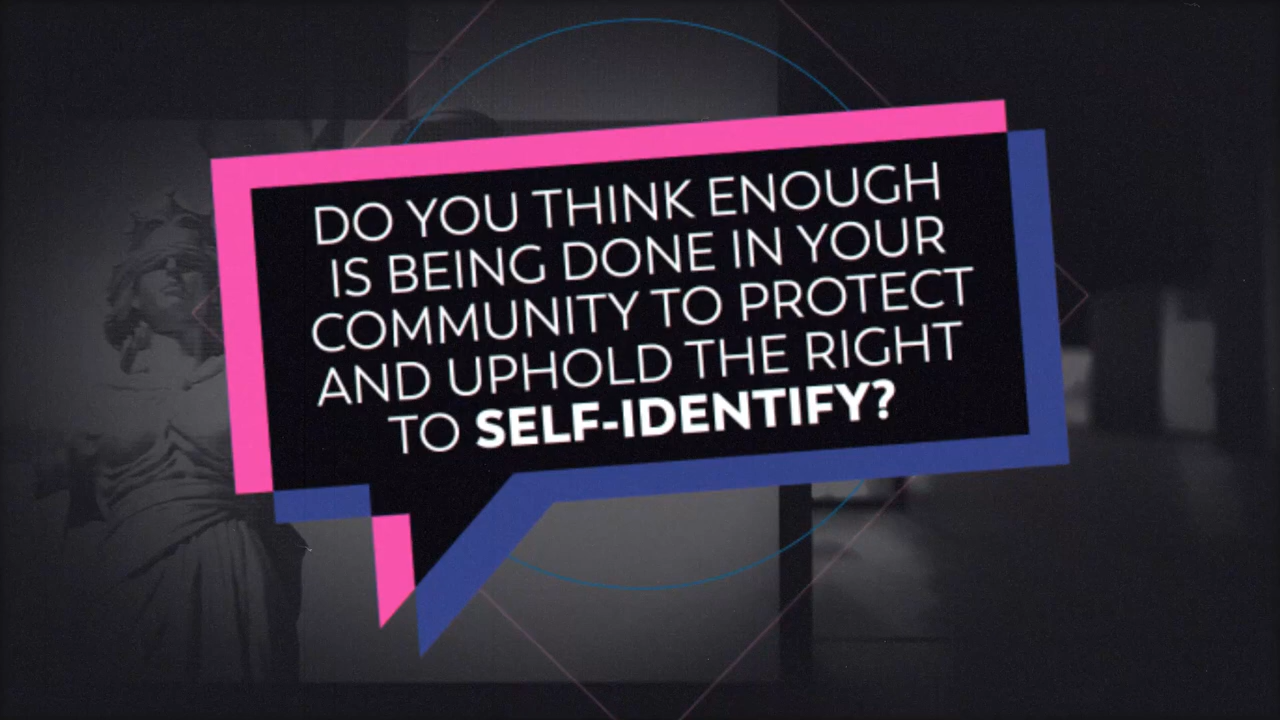 DO YOU THINK ENOUGH
IS BEING DONE IN YOUR
COMMUNITY TO PROTECT
AND UPHOLD THE RIGHT
TO SELF-IDENTIFY?